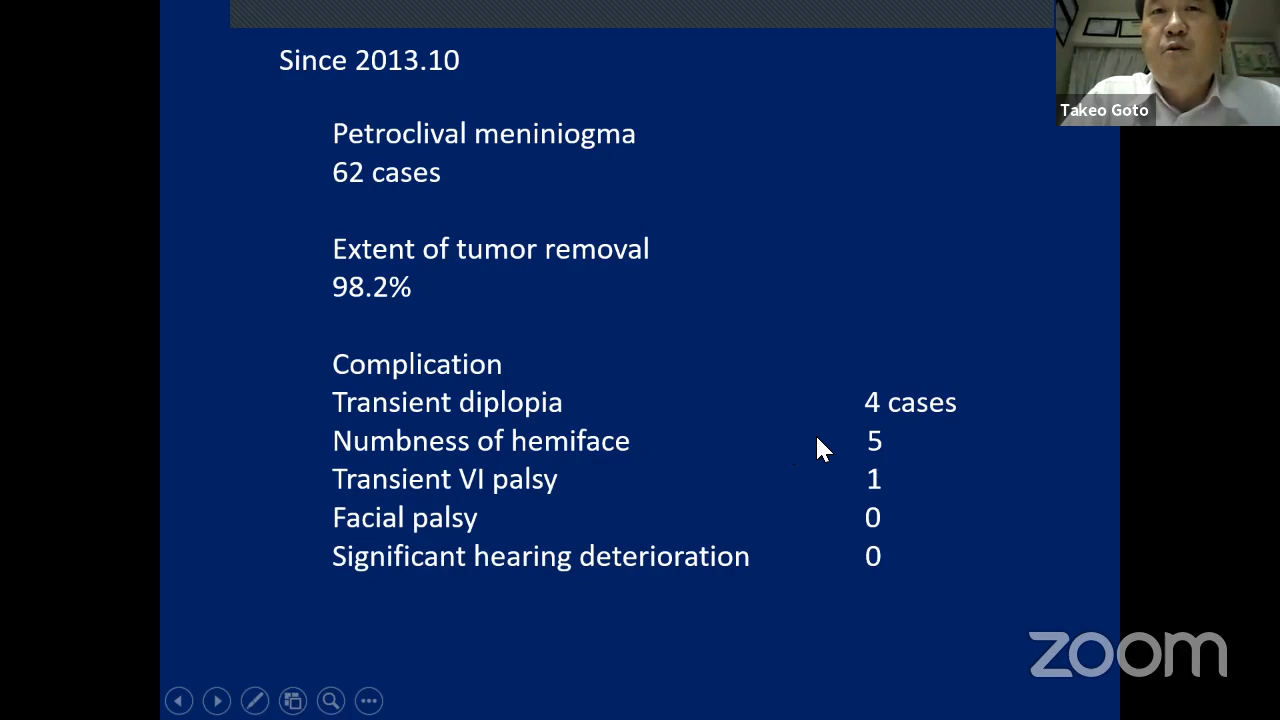 Since 2013.10
Takeo Goto
Petroclival meniniogma
62 cases
Extent of tumor removal
98.2%
Complication
Transient diplopia 4 cases
Numbness of hemiface 5
Transient VI palsy 1
Facial palsy 0
Significant hearing deterioration 0
zoom